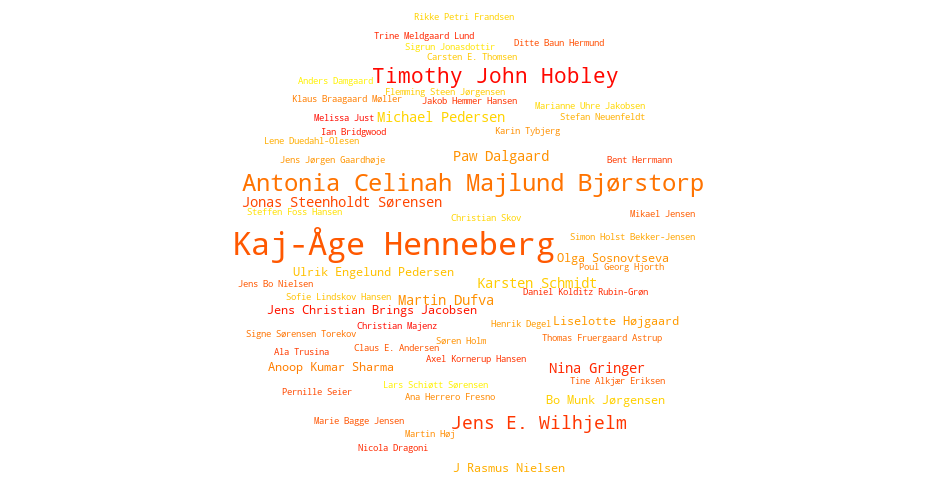 Rikke Petri Frandsen
Trine Meldgaard Lund
Ditte Baun Hermund
Sigrun Jonasdottir
Carsten E. Thomsen
Timothy John Hobley
Anders Damgaard
Flemming Steen Jørgensen
Klaus Braagaard Møller
Jakob Hemmer Hansen
Marianne Uhre Jakobsen
Melissa Just
Michael Pedersen
Stefan Neuenfeldt
Ian Bridgwood
Karin Tybjerg
Lene Duedahl-Olesen
Paw Dalgaard
Jens Jørgen Gaardhøje
Bent Herrmann
Antonia Celinah Majlund Bjørstorp
Jonas Steenholdt Sørensen
Steffen Foss Hansen
Christian Skov
Mikael Jensen
Kaj-Åge Henneberg
Simon Holst Bekker-Jensen
Olga Sosnovtseva
Poul Georg Hjorth
Ulrik Engelund Pedersen
Jens Bo Nielsen
Karsten Schmidt
Daniel Kolditz Rubin-Grøn
Sofie Lindskov Hansen
Martin Dufva
Jens Christian Brings Jacobsen
Christian Majenz
Henrik Degel
Liselotte Højgaard
Signe Sørensen Torekov
Søren Holm
Thomas Fruergaard Astrup
Ala Trusina
Claus E. Andersen
Axel Kornerup Hansen
Anoop Kumar Sharma
Nina Gringer
Lars Schiøtt Sørensen
Tine Alkjær Eriksen
Pernille Seier
Ana Herrero Fresno
Bo Munk Jørgensen
Marie Bagge Jensen
Jens E. Wilhjelm
Martin Høj
Nicola Dragoni
J Rasmus Nielsen